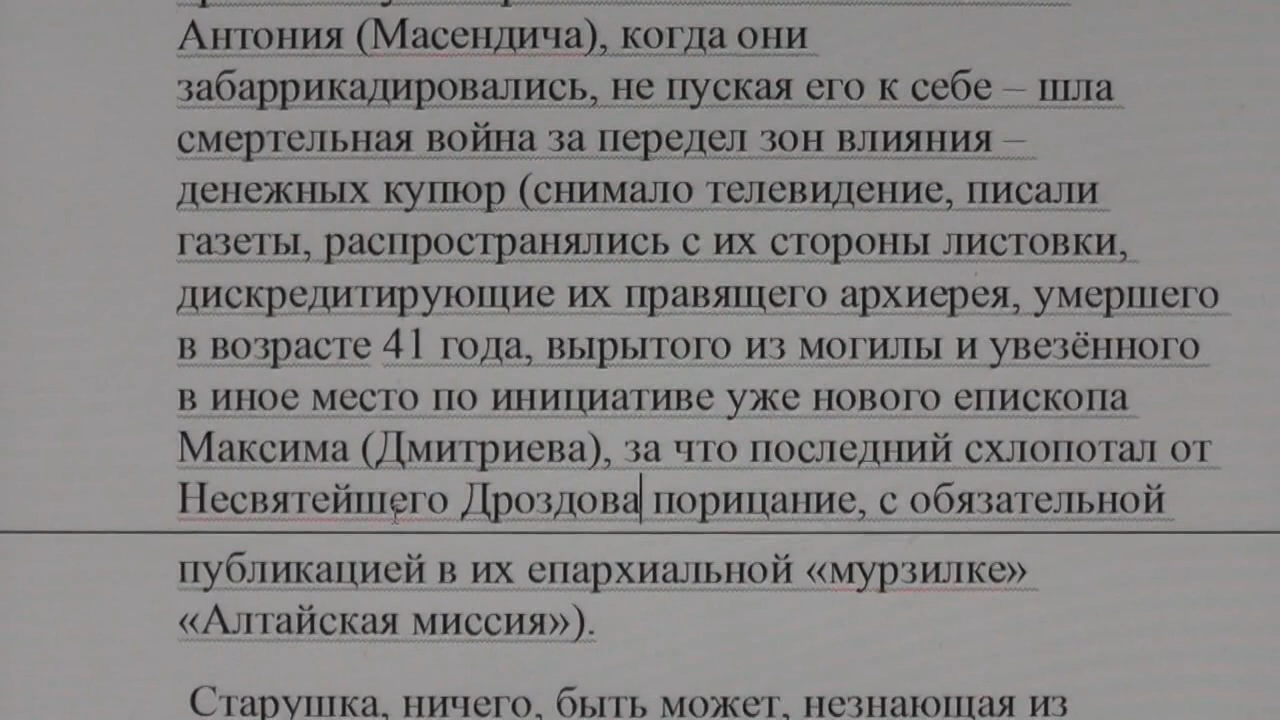 Антония (Масендича), когда они
забаррикадировались, не пуская его к себе – шла
смертельная война за передел зон влияния –
денежных купюр (снимало телевидение, писали
газеты, распространялись с их стороны листовки,
дискредитирующие их правящего архиерея, умершего
в возрасте 41 года, вырытого из могилы и увезённого
в иное место по инициативе уже нового епископа
Максима (Дмитриева), за что последний схлопотал от
Несвятейшего Дроздова порицание, с обязательной
публикацией в их епархиальной «мурзилке»
«Алтайская миссия»).
Старушка, ничего, быть может, незнающая из